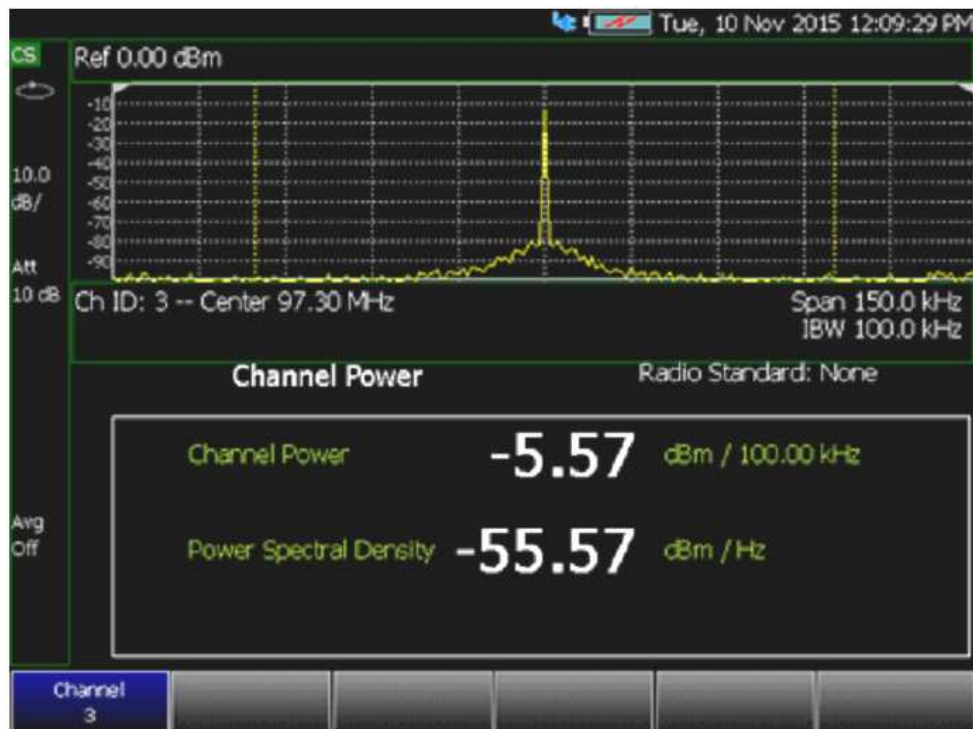 Tue, 10 Nov 2015 12:09:29 PM
CS
Ref 0.00 dBm
-10
-20
-30
-40
-50
-60
-70
-80
-90
10.0
dB/
Att
10 dB
Ch ID: 3 -- Center 97.30 MHz
Span 150.0 kHz
IBW 100.0 kHz
Channel Power
Radio Standard: None
Channel Power -5.57 dBm / 100.00 kHz
Avg
Off
Power Spectral Density -55.57 dBm / Hz
Channel
3